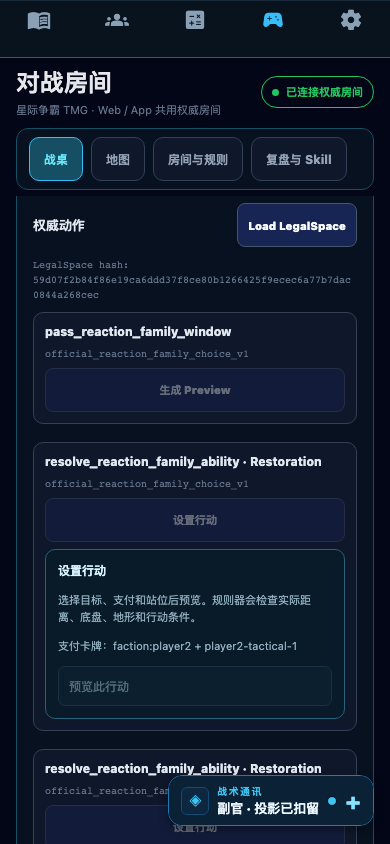 对战房间
已连接权威房间
星际争霸 TMG · Web / App 共用权威房间
战桌
地图
房间与规则
复盘与 Skill
权威动作
Load LegalSpace
LegalSpace hash:
59d07f2b84f86e19ca6ddd37f8ce80b1266425f9ecec6a77b7dac
0844a268cec
pass_reaction_family_window
official_reaction_family_choice_v1
生成 Preview
resolve_reaction_family_ability · Restoration
official_reaction_family_choice_v1
设置行动
设置行动
选择目标、支付和站位后预览。规则器会检查实际距
离、底盘、地形和行动条件。
支付卡牌：faction:player2 + player2-tactical-1
预览此行动
resolve_reaction_family_ability · Restoration
official_reaction_fam
战术通讯
副官 · 投影已扣留
设置行动